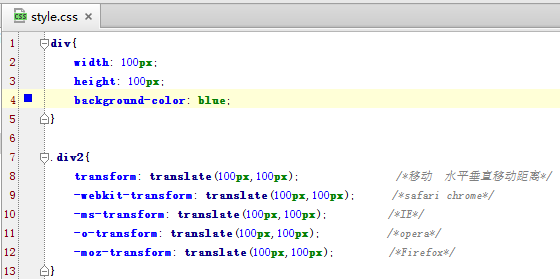 style.css
1 div{
2 width: 100px;
3 height: 100px;
4 background-color: blue;
5 }
6
7 .div2{
8 transform: translate(100px,100px); /*移动 水平垂直移动距离*/
9 -webkit-transform: translate(100px,100px); /*safari chrome*/
10 -ms-transform: translate(100px,100px); /*IE*/
11 -o-transform: translate(100px,100px); /*opera*/
12 -moz-transform: translate(100px,100px); /*Firefox*/
13 }